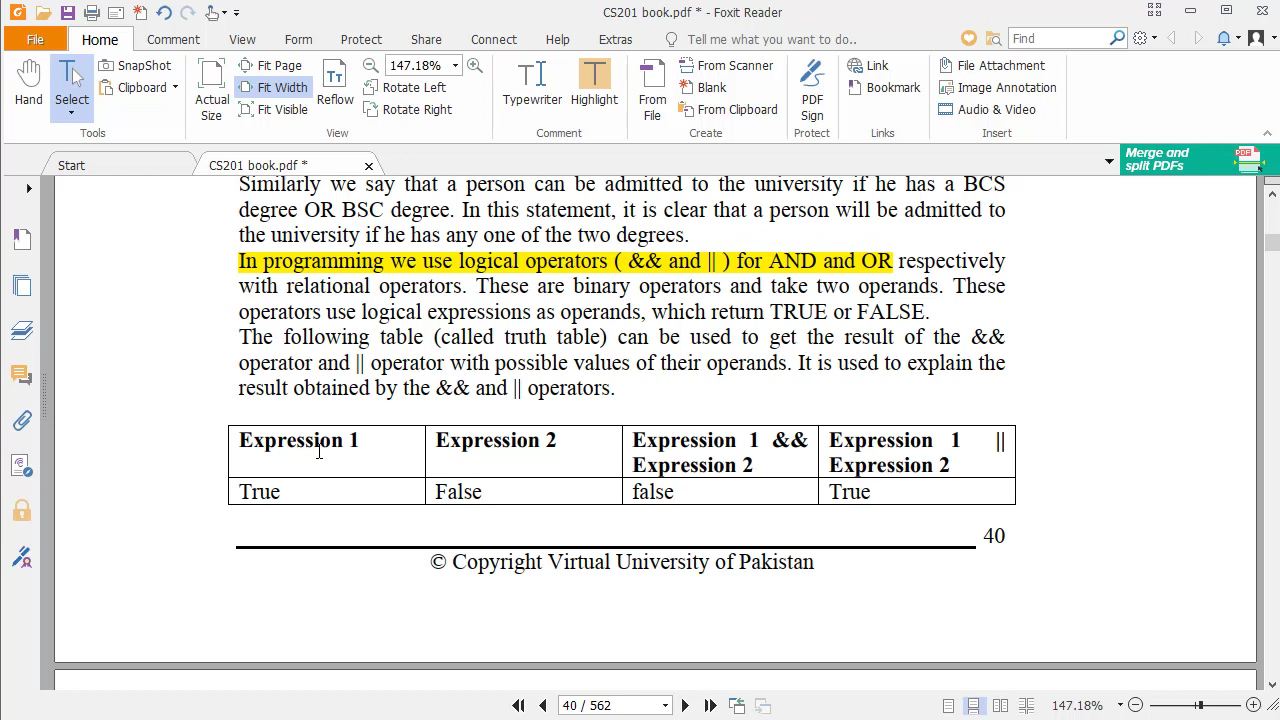 CS201 book.pdf * - Foxit Reader
File Home Comment View Form Protect Share Connect Help Extras Tell me what you want to do.. Find
Hand
Select
SnapShot
Clipboard
Tools
Actual Size
Fit Page
Fit Width
Fit Visible
Reflow
147.18%
Rotate Left
Rotate Right
View
Typewriter
Highlight
Comment
From File
From Scanner
Blank
From Clipboard
Create
PDF Sign
Protect
Link
Bookmark
Links
File Attachment
Image Annotation
Audio & Video
Insert
Start CS201 book.pdf *
Merge and
split PDFs
PDF
Similarly we say that a person can be admitted to the university if he has a BCS
degree OR BSC degree. In this statement, it is clear that a person will be admitted to
the university if he has any one of the two degrees.
In programming we use logical operators ( && and || ) for AND and OR respectively
with relational operators. These are binary operators and take two operands. These
operators use logical expressions as operands, which return TRUE or FALSE.
The following table (called truth table) can be used to get the result of the &&
operator and || operator with possible values of their operands. It is used to explain the
result obtained by the && and || operators.
Expression 1 Expression 2 Expression 1 && Expression 1 ||
Expression 2 Expression 2
True False false True
40
© Copyright Virtual University of Pakistan
40 / 562 147.18%